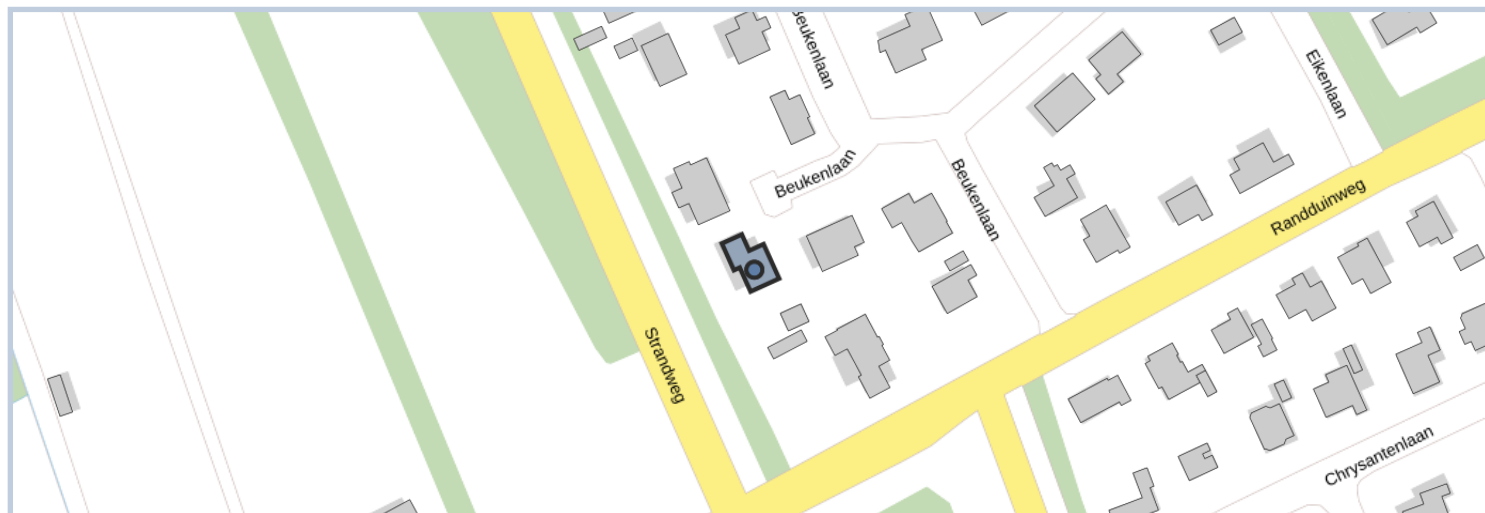 Beukenlaan
Eikenlaan
Beukenlaan
Beukenlaan
Randduinweg
Strandweg
Chrysantenlaan